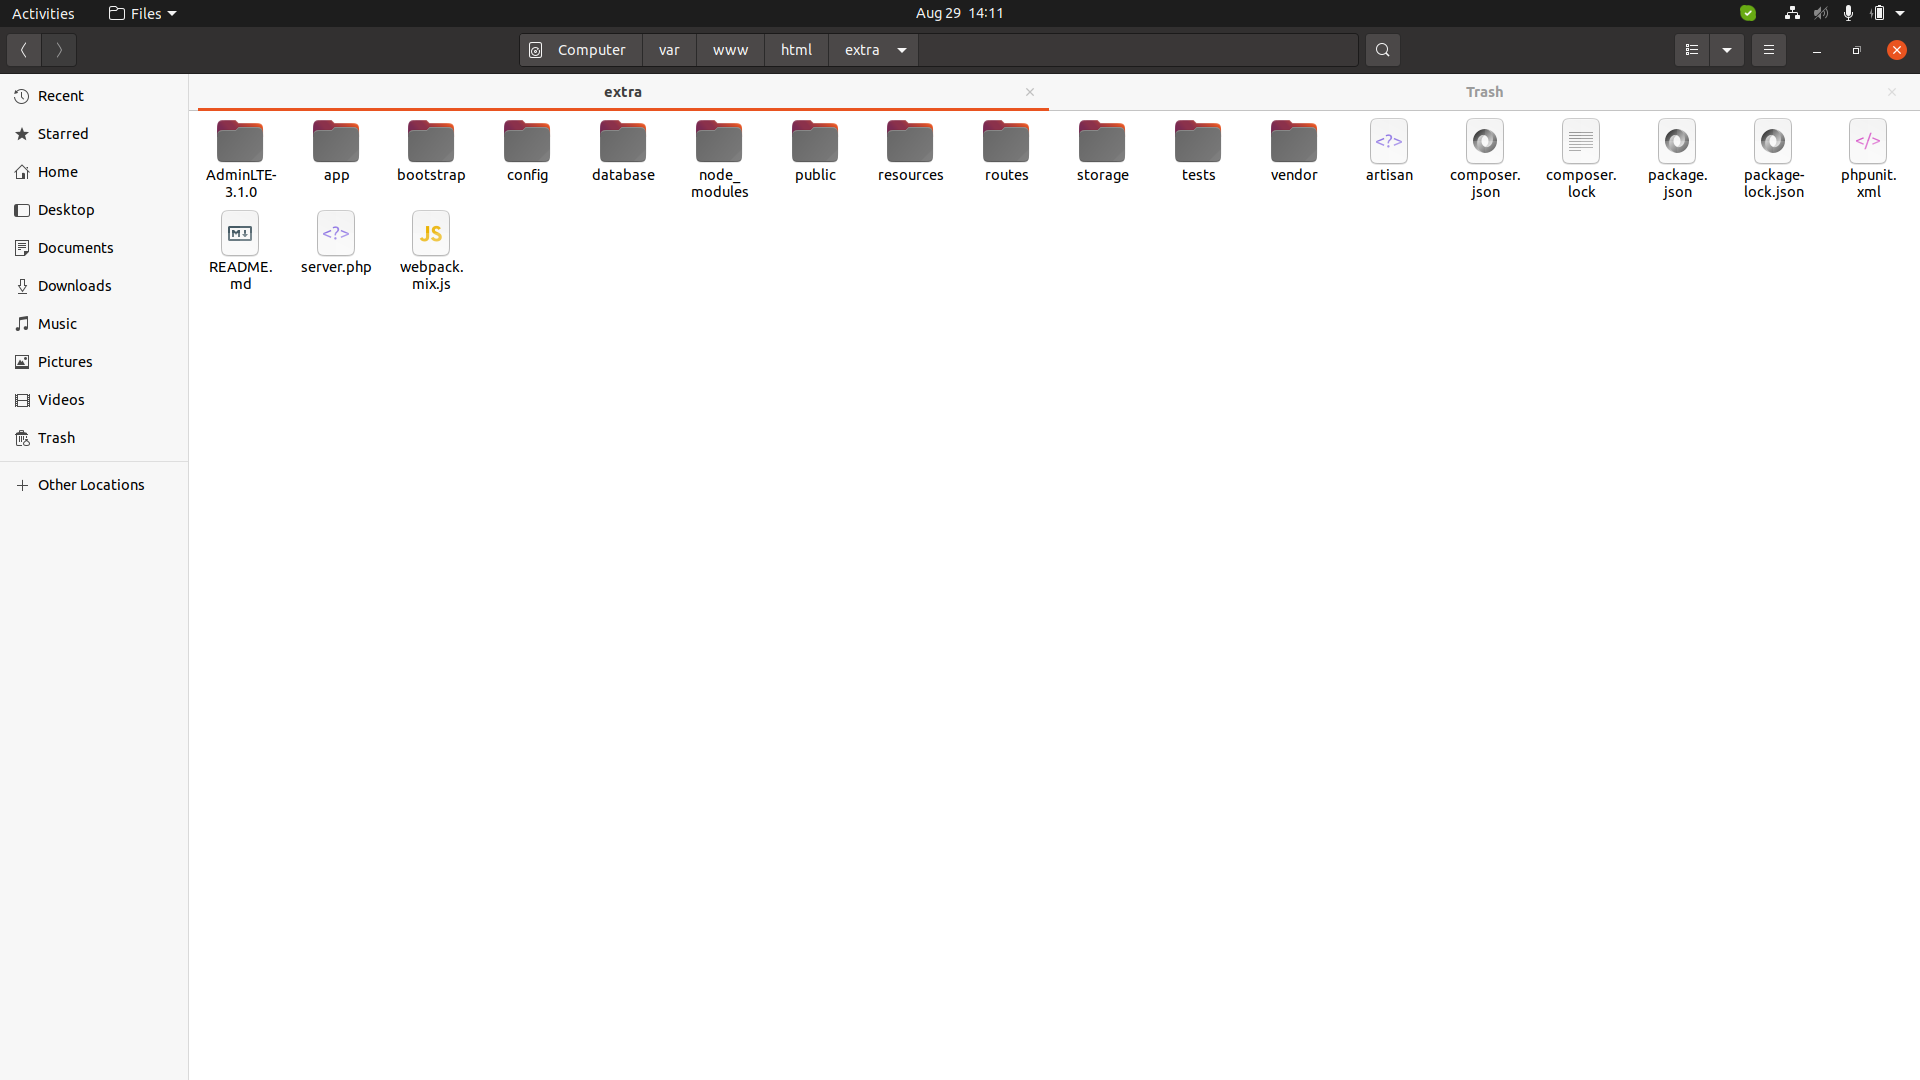 Activities
Files
Aug 29 14:11
Computer
var
www
html
extra
extra
Trash
Recent
Starred
Home
Desktop
Documents
Downloads
Music
Pictures
Videos
Trash
Other Locations
AdminLTE-
3.1.0
app
bootstrap
config
database
node_
modules
public
resources
routes
storage
tests
vendor
<?>
artisan
composer.
json
composer.
lock
package.
json
package-
lock.json
</>
phpunit.
xml
M
README.
md
<?>
server.php
JS
webpack.
mix.js